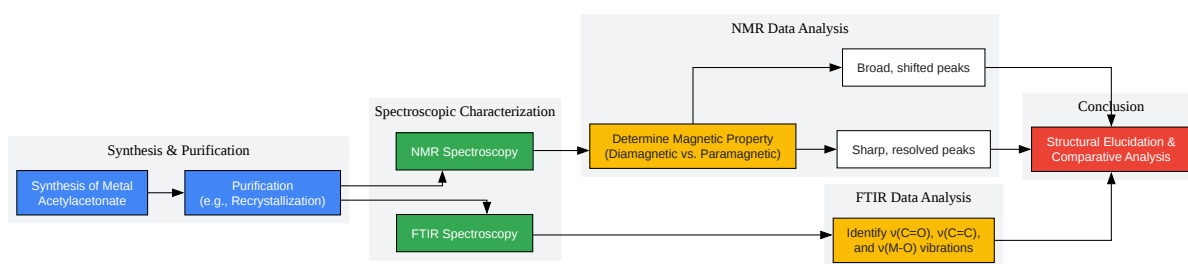 Synthesis & Purification
Synthesis of Metal
Acetylacetonate
Purification
(e.g., Recrystallization)
Spectroscopic Characterization
NMR Spectroscopy
FTIR Spectroscopy
NMR Data Analysis
Determine Magnetic Property
(Diamagnetic vs. Paramagnetic)
Broad, shifted peaks
Sharp, resolved peaks
FTIR Data Analysis
Identify ν(C=O), ν(C=C),
and ν(M-O) vibrations
Conclusion
Structural Elucidation &
Comparative Analysis